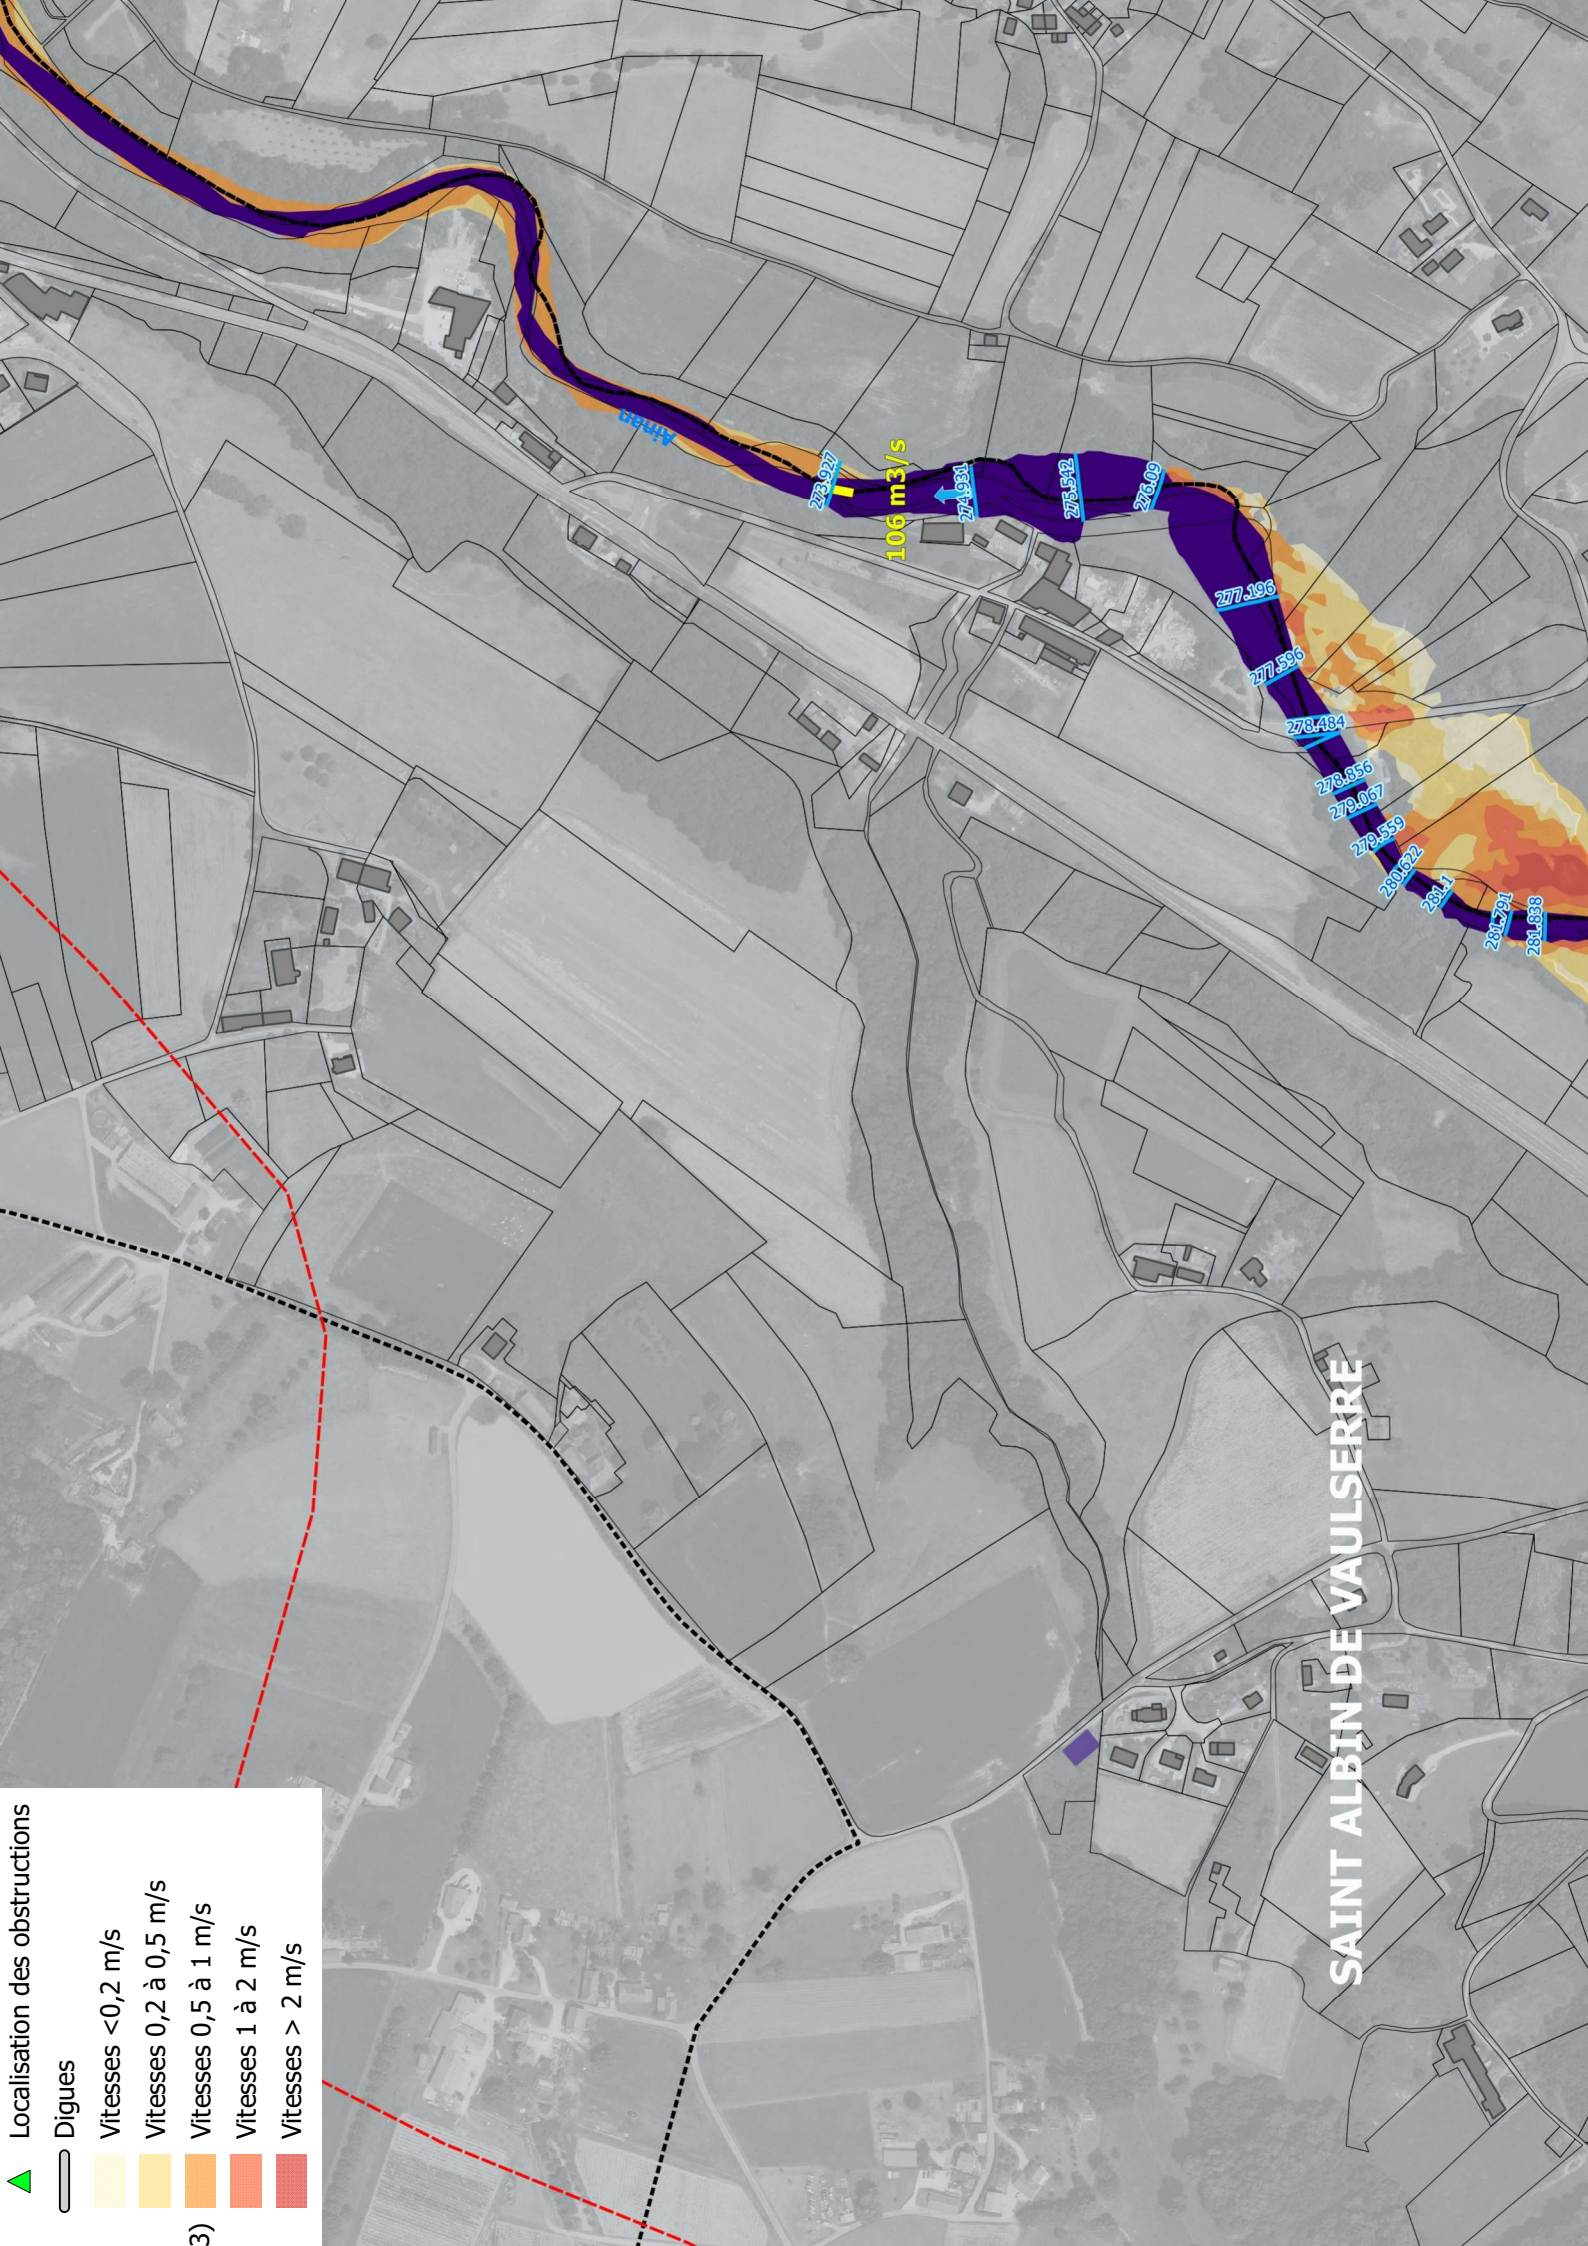 Localisation des obstructions
Digues
Vitesses <0,2 m/s
Vitesses 0,2 à 0,5 m/s
Vitesses 0,5 à 1 m/s
Vitesses 1 à 2 m/s
Vitesses > 2 m/s
3)
Ainan
273.927
106 m3/s
274.931
275.542
276.09
277.196
277.596
278.484
278.856
279.067
279.559
280.622
281.1
281.791
281.838
SAINT ALBIN DE VAULSERRE